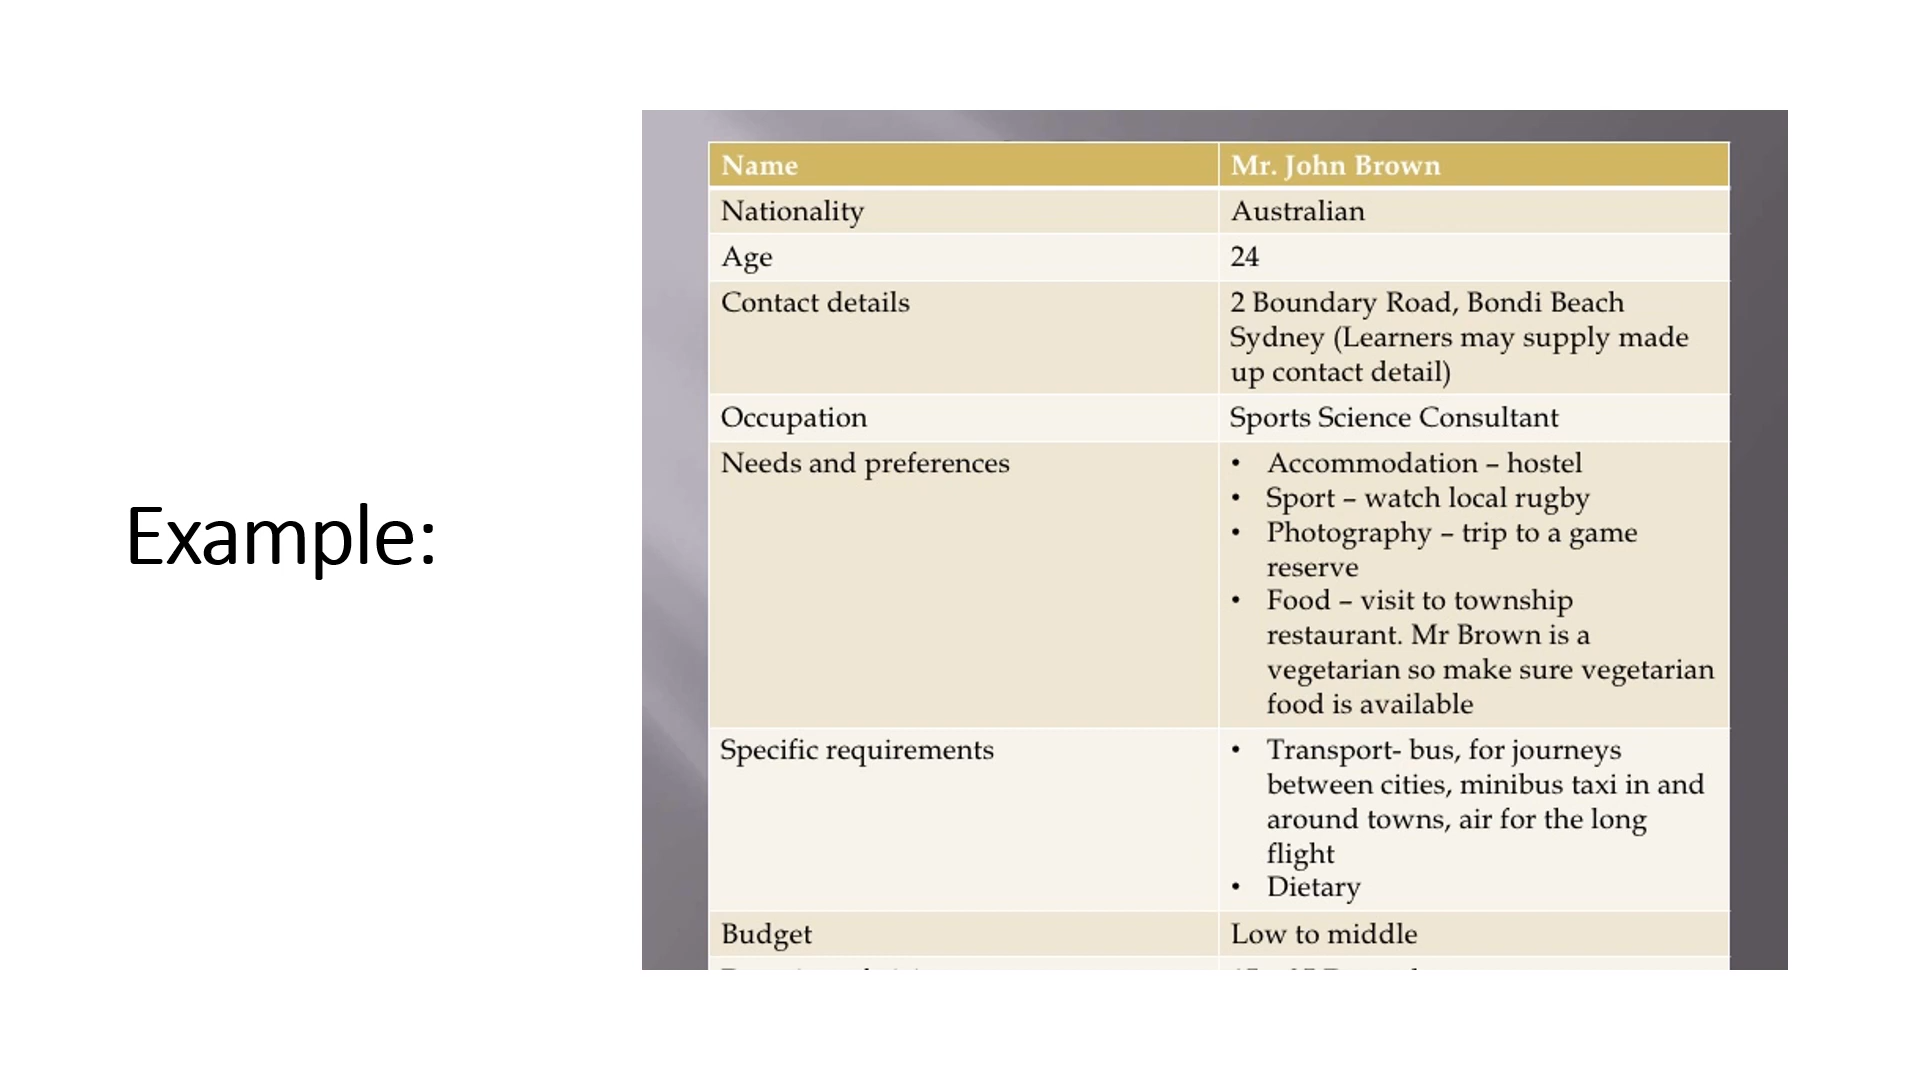 Example:
Name
Mr. John Brown
Nationality
Australian
Age
24
Contact details
2 Boundary Road, Bondi Beach
Sydney (Learners may supply made
up contact detail)
Occupation
Sports Science Consultant
Needs and preferences
• Accommodation – hostel
• Sport – watch local rugby
• Photography – trip to a game
reserve
• Food – visit to township
restaurant. Mr Brown is a
vegetarian so make sure vegetarian
food is available
Specific requirements
• Transport- bus, for journeys
between cities, minibus taxi in and
around towns, air for the long
flight
• Dietary
Budget
Low to middle